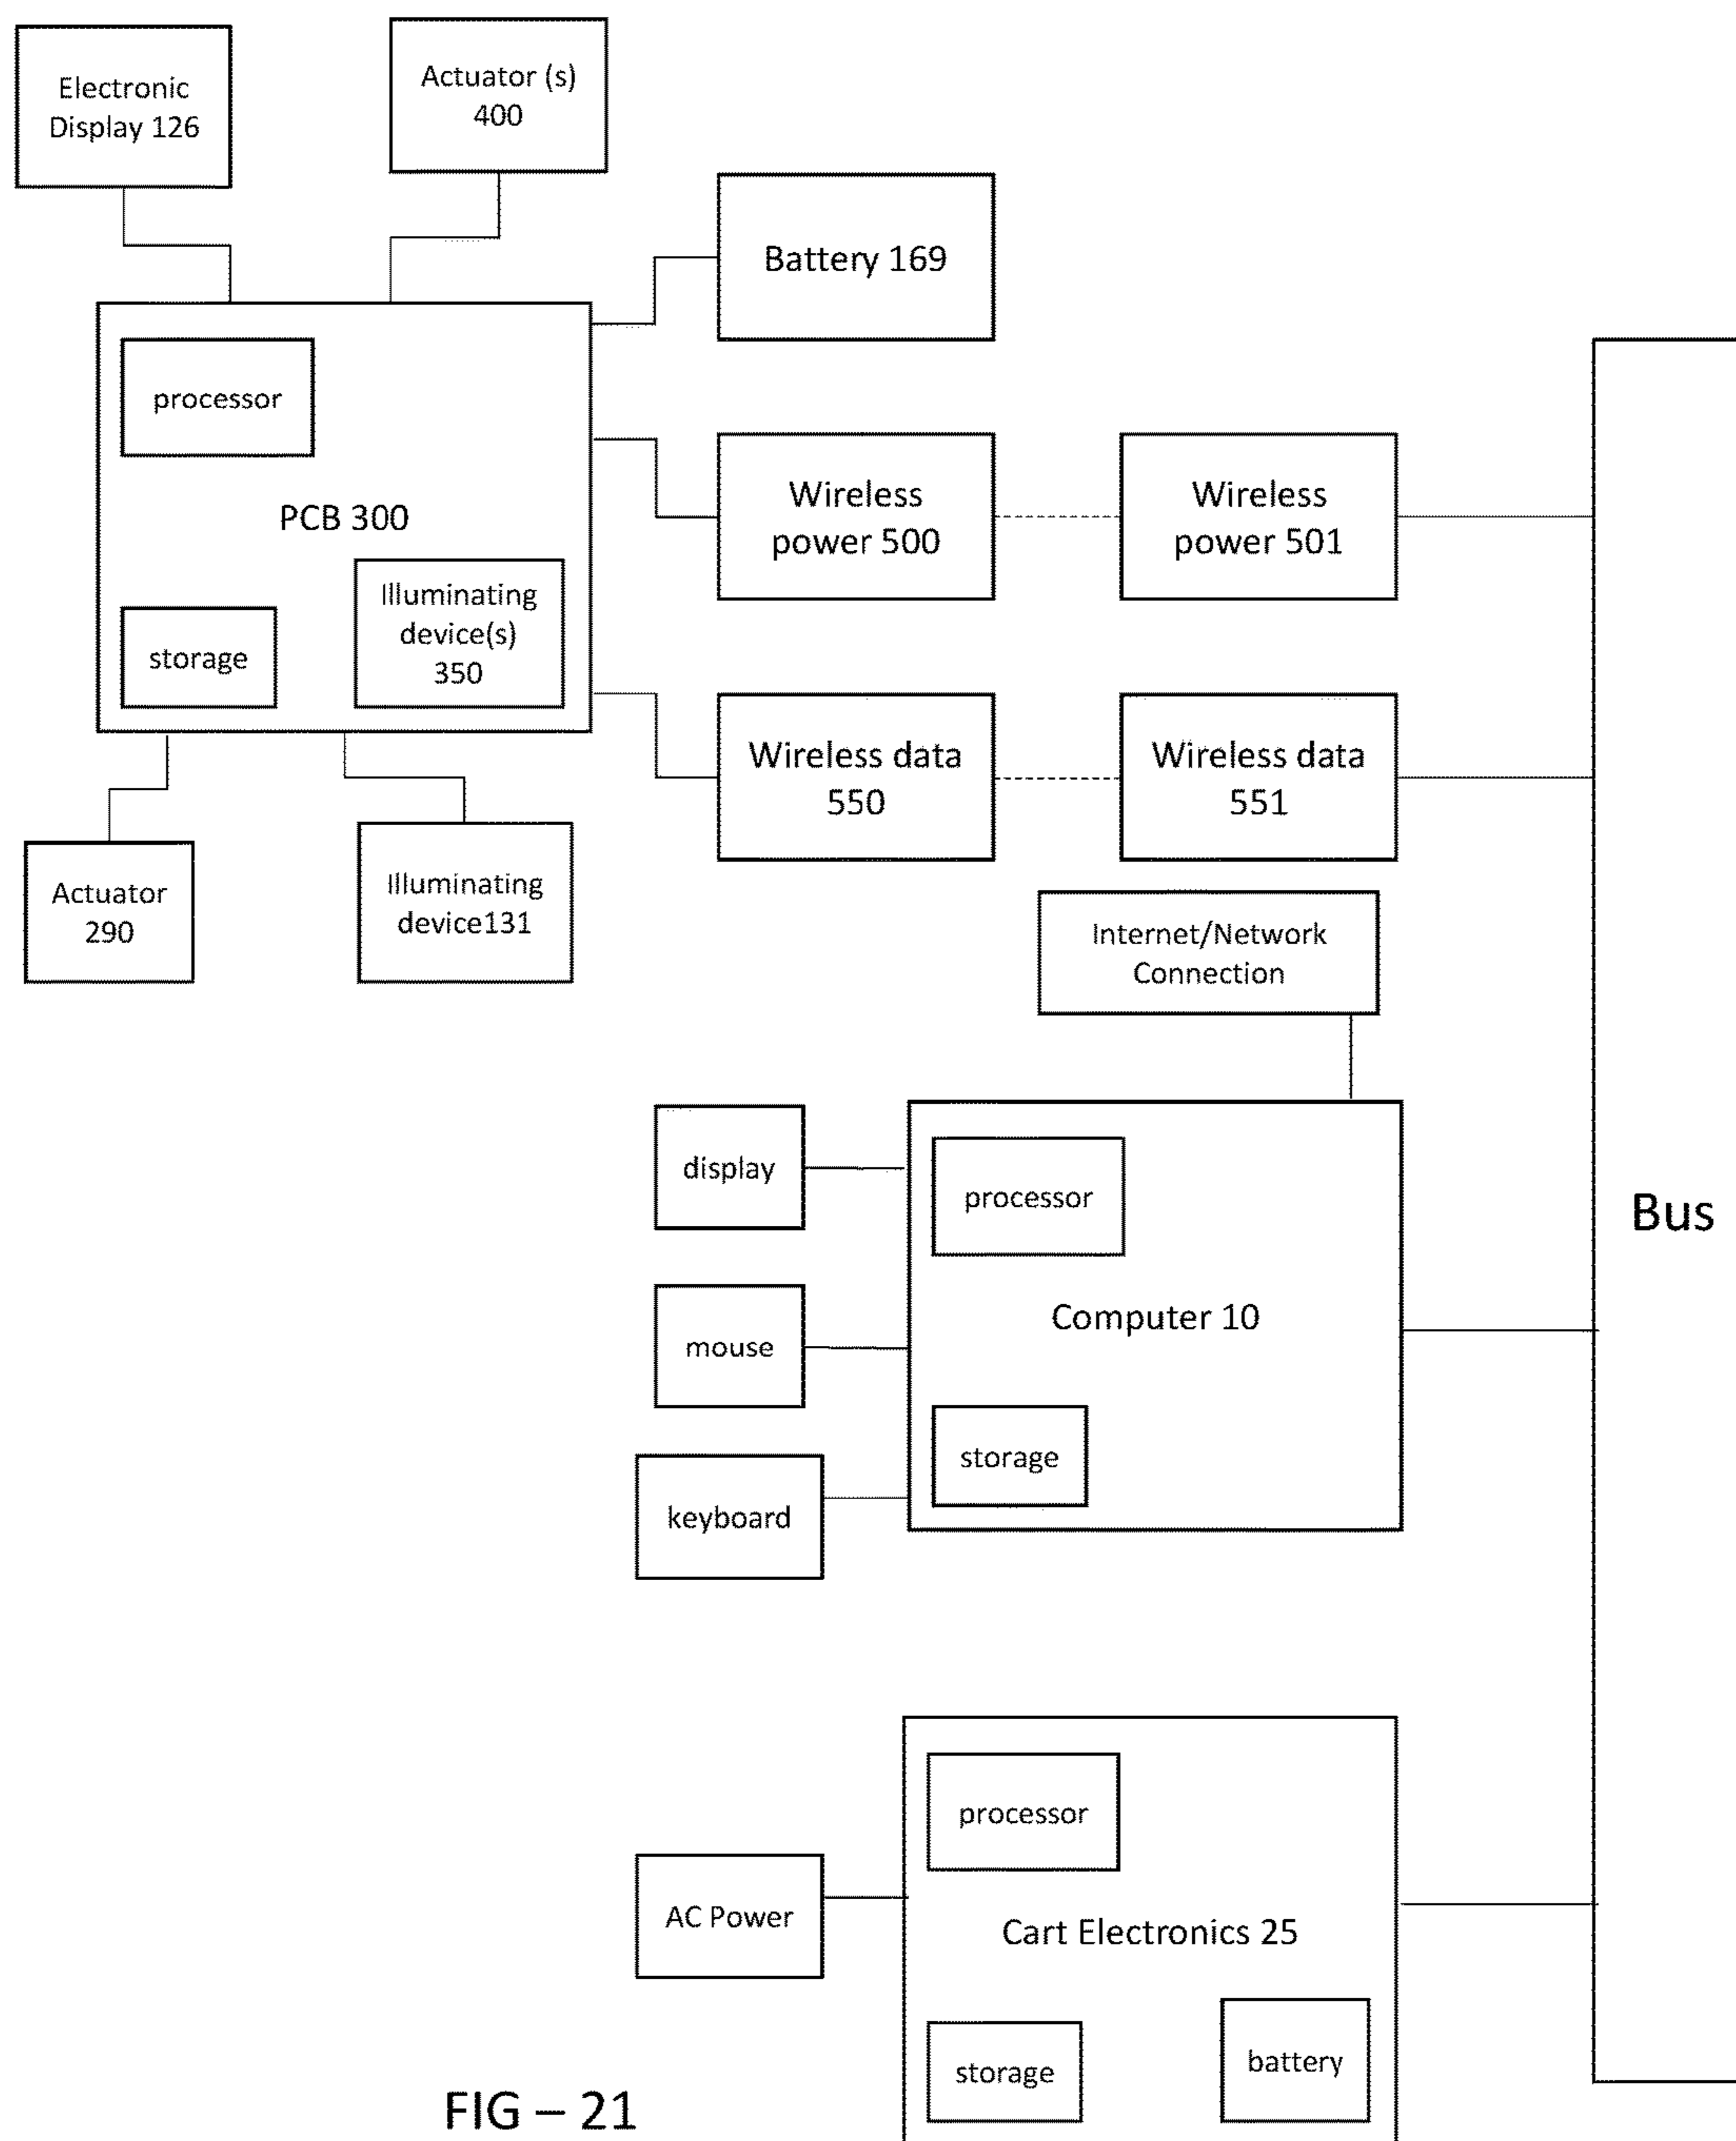 Electronic
Display 126
Actuator (s)
400
Battery 169
processor
PCB 300
Wireless
power 500
Wireless
power 501
Illuminating
device(s)
350
storage
Wireless data
550
Wireless data
551
Actuator
290
Illuminating
device131
Internet/Network
Connection
display
processor
Bus
mouse
Computer 10
storage
keyboard
processor
AC Power
Cart Electronics 25
storage
battery
FIG – 21